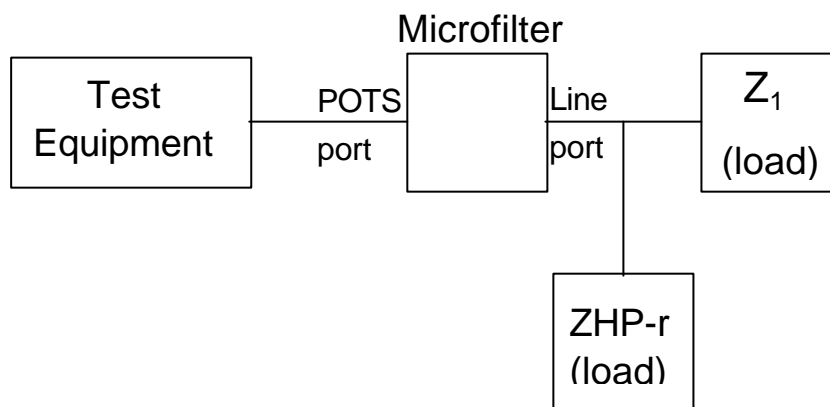 Microfilter
Test
Equipment
POTS
port
Line
port
Z₁
(load)
ZHP-r
(load)